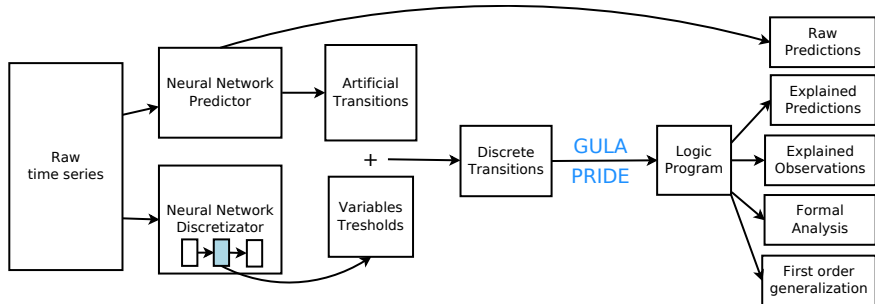 Raw
time series
Neural Network
Predictor
Artificial
Transitions
Neural Network
Discretizator
+
Variables
Tresholds
Discrete
Transitions
GULA
PRIDE
Logic
Program
Raw
Predictions
Explained
Predictions
Explained
Observations
Formal
Analysis
First order
generalization